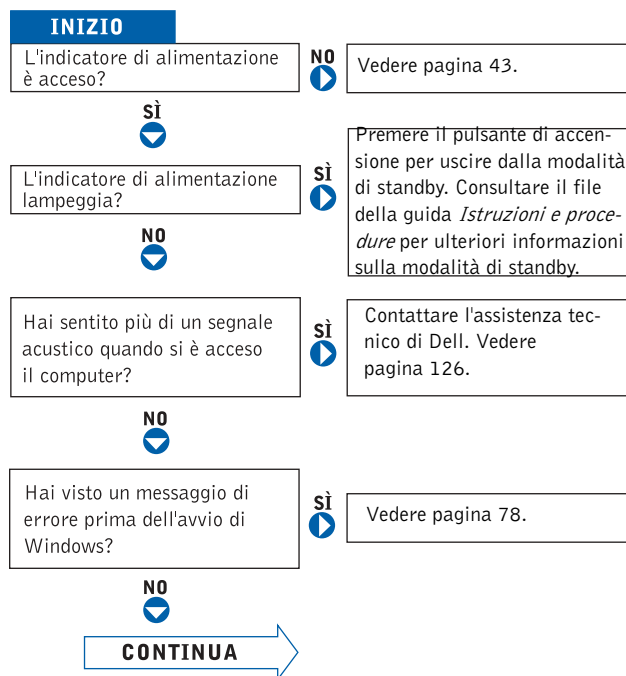 INIZIO
L'indicatore di alimentazione
è acceso?
NO
Vedere pagina 43.
SÌ
L'indicatore di alimentazione
lampeggia?
SÌ
Premere il pulsante di accen-
sione per uscire dalla modalità
di standby. Consultare il file
della guida Istruzioni e proce-
dure per ulteriori informazioni
sulla modalità di standby.
NO
Hai sentito più di un segnale
acustico quando si è acceso
il computer?
SÌ
Contattare l'assistenza tec-
nico di Dell. Vedere
pagina 126.
NO
Hai visto un messaggio di
errore prima dell'avvio di
Windows?
SÌ
Vedere pagina 78.
NO
CONTINUA